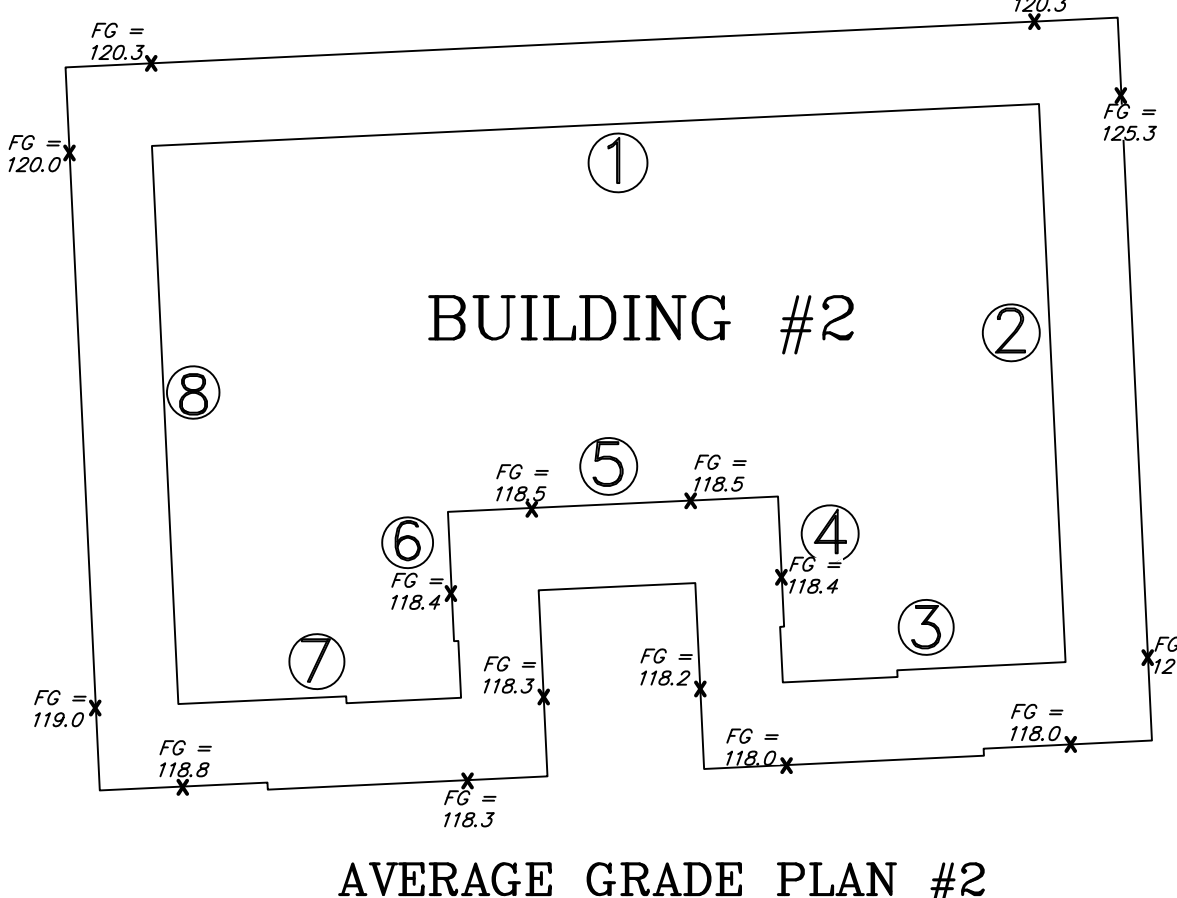 120.3
FG =
120.3
FG =
125.3
FG =
120.0
1
BUILDING #2
2
8
5
FG =
118.5
FG =
118.5
6
4
FG =
118.4
FG =
118.4
3
7
FG =
118.3
FG =
118.2
FG
12
FG =
119.0
FG =
118.8
FG =
118.0
FG =
118.0
FG =
118.3
AVERAGE GRADE PLAN #2